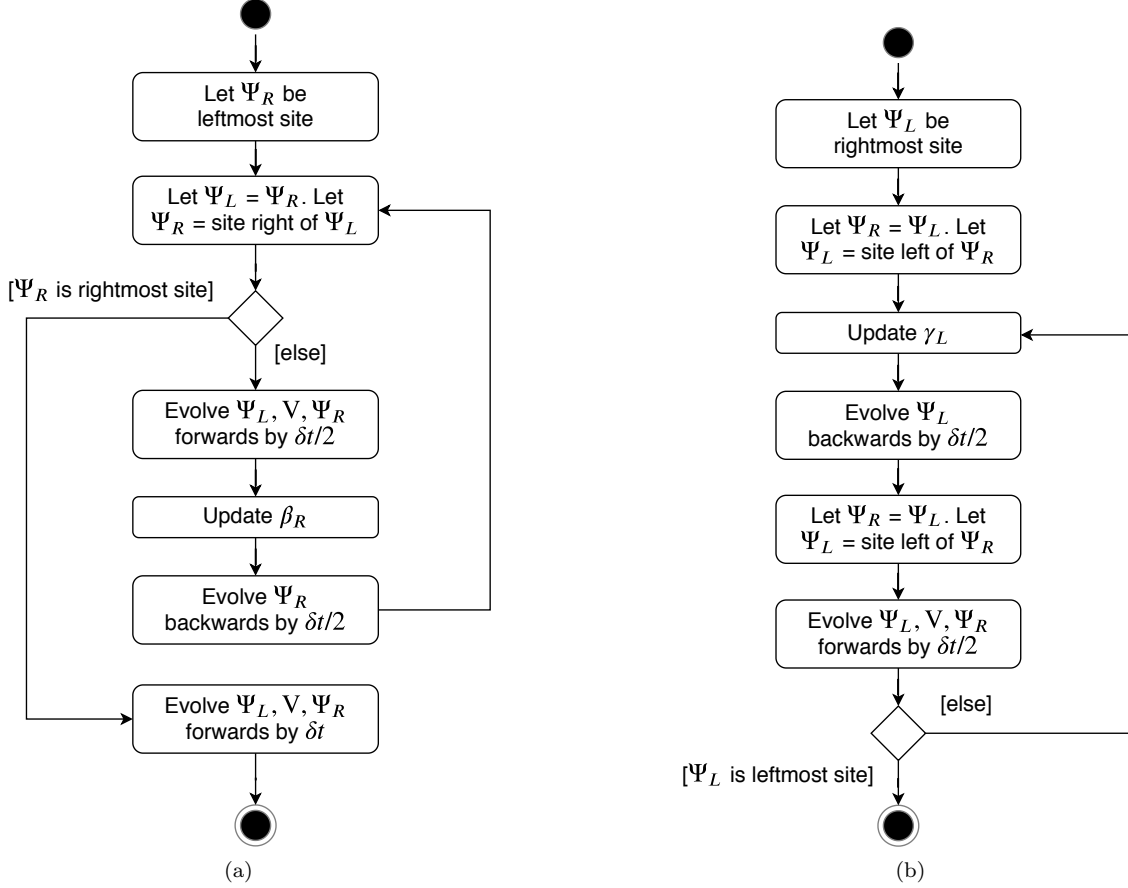 Let Ψ_R be
leftmost site
Let Ψ_L = Ψ_R. Let
Ψ_R = site right of Ψ_L
[Ψ_R is rightmost site]
[else]
Evolve Ψ_L, V, Ψ_R
forwards by δt/2
Update β_R
Evolve Ψ_R
backwards by δt/2
Evolve Ψ_L, V, Ψ_R
forwards by δt
(a)
Let Ψ_L be
rightmost site
Let Ψ_R = Ψ_L. Let
Ψ_L = site left of Ψ_R
Update γ_L
Evolve Ψ_L
backwards by δt/2
Let Ψ_R = Ψ_L. Let
Ψ_L = site left of Ψ_R
Evolve Ψ_L, V, Ψ_R
forwards by δt/2
[else]
[Ψ_L is leftmost site]
(b)